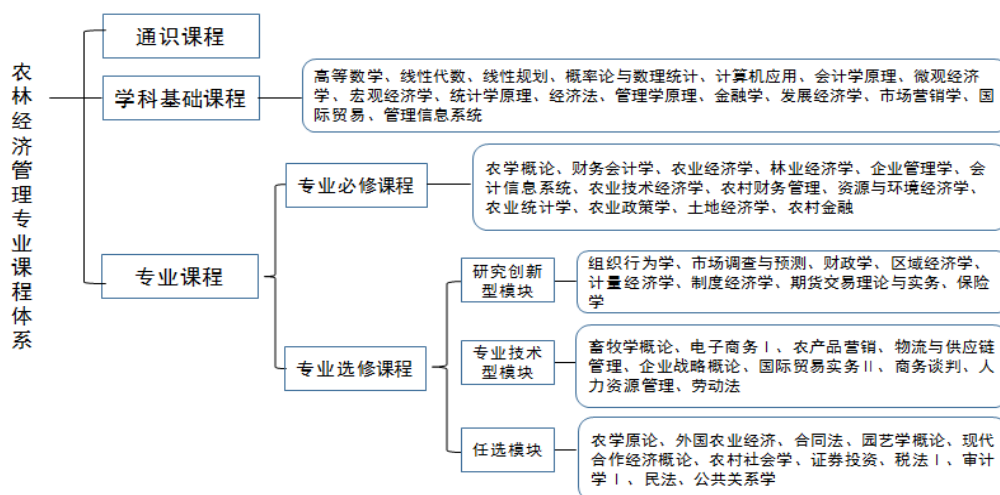 农林经济管理专业课程体系
通识课程
学科基础课程
高等数学、线性代数、线性规划、概率论与数理统计、计算机应用、会计学原理、微观经济
学、宏观经济学、统计学原理、经济法、管理学原理、金融学、发展经济学、市场营销学、国
际贸易、管理信息系统
专业课程
专业必修课程
农学概论、财务会计学、农业经济学、林业经济学、企业管理学、会
计信息系统、农业技术经济学、农村财务管理、资源与环境经济学、
农业统计学、农业政策学、土地经济学、农村金融
专业选修课程
研究创新
型模块
组织行为学、市场调查与预测、财政学、区域经济学、
计量经济学、制度经济学、期货交易理论与实务、保险
学
专业技术
型模块
畜牧学概论、电子商务Ⅰ、农产品营销、物流与供应链
管理、企业战略概论、国际贸易实务Ⅱ、商务谈判、人
力资源管理、劳动法
任选模块
农学原论、外国农业经济、合同法、园艺学概论、现代
合作经济概论、农村社会学、证券投资、税法Ⅰ、审计
学Ⅰ、民法、公共关系学